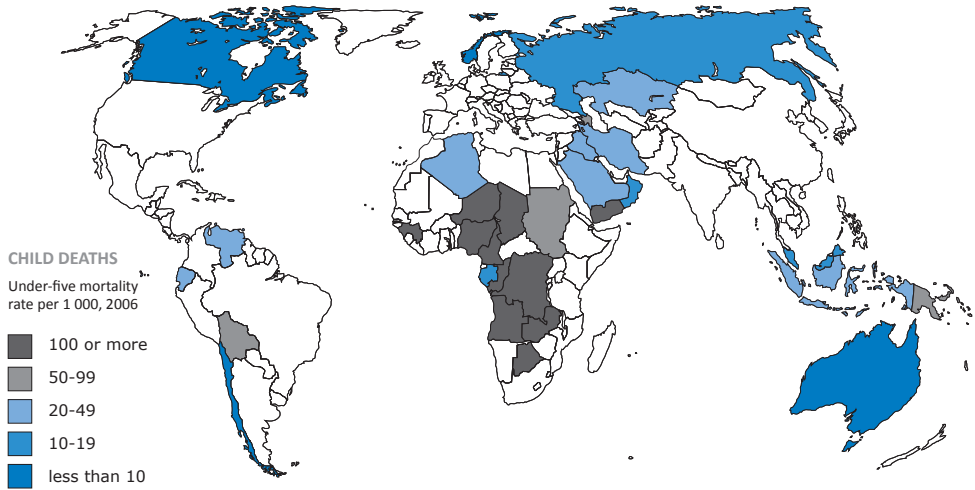 CHILD DEATHS
Under-five mortality
rate per 1 000, 2006
100 or more
50-99
20-49
10-19
less than 10